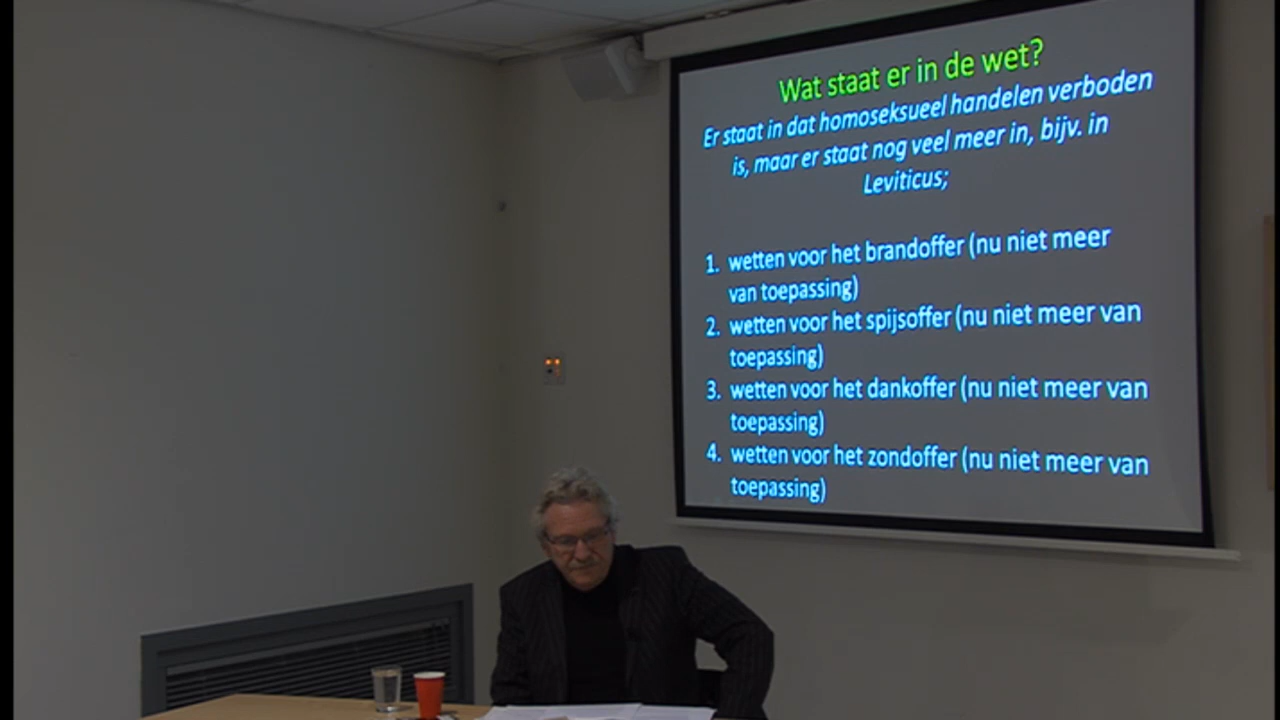 Wat staat er in de wet?
Er staat in dat homoseksueel handelen verboden
is, maar er staat nog veel meer in, bijv. in
Leviticus;
1. wetten voor het brandoffer (nu niet meer
van toepassing)
2. wetten voor het spijsoffer (nu niet meer van
toepassing)
3. wetten voor het dankoffer (nu niet meer van
toepassing)
4. wetten voor het zondoffer (nu niet meer van
toepassing)